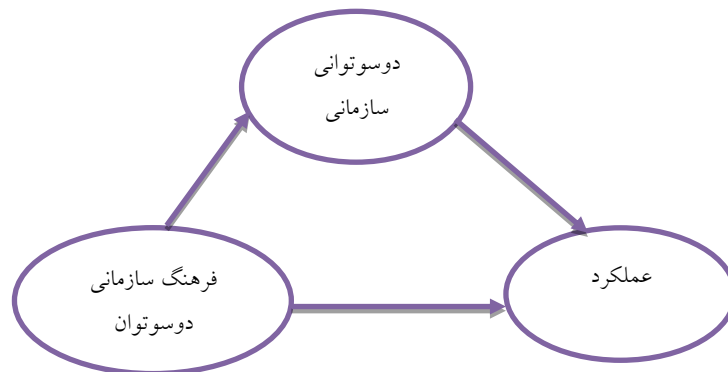 دوسوتوانی
سازمانی
فرهنگ سازمانی
دوسوتوان
عملکرد